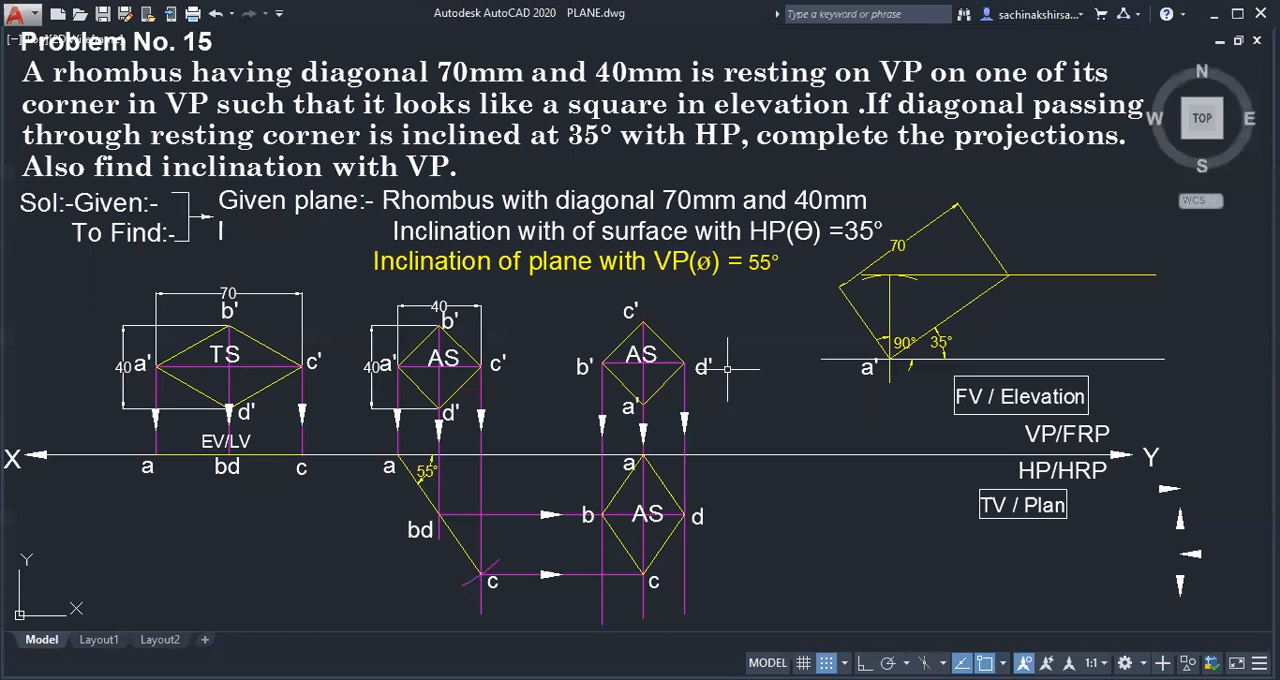 Autodesk AutoCAD 2020 PLANE.dwg
Type a keyword or phrase
sachinakshirsa...
Problem No. 15
A rhombus having diagonal 70mm and 40mm is resting on VP on one of its
corner in VP such that it looks like a square in elevation .If diagonal passing
through resting corner is inclined at 35° with HP, complete the projections.
Also find inclination with VP.
N
W TOP E
S
WCS
Sol:-Given:-
To Find:-
Given plane:- Rhombus with diagonal 70mm and 40mm
Inclination with of surface with HP(Ɵ) =35°
Inclination of plane with VP(ø) = 55°
70
b'
40
a'
TS
c'
d'
EV/LV
a bd c
40
b'
40
a'
AS
c'
d'
a
55°
bd
c
c'
b'
AS
d'
a'
a
b
AS
d
c
70
90°
35°
a'
FV / Elevation
VP/FRP
X
Y
HP/HRP
TV / Plan
Y
X
Model Layout1 Layout2 +
MODEL
1:1